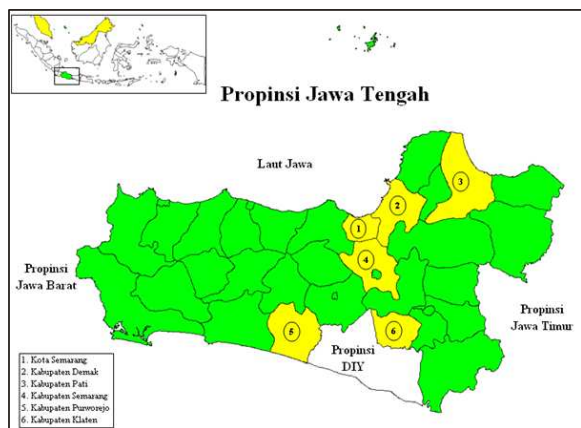 Propinsi Jawa Tengah
Laut Jawa
3
2
1
4
Propinsi
Jawa Barat
Propinsi
Jawa Timur
5
6
Propinsi
DIY
1. Kota Semarang
2. Kabupaten Demak
3. Kabupaten Pati
4. Kabupaten Semarang
5. Kabupaten Purworejo
6. Kabupaten Klaten